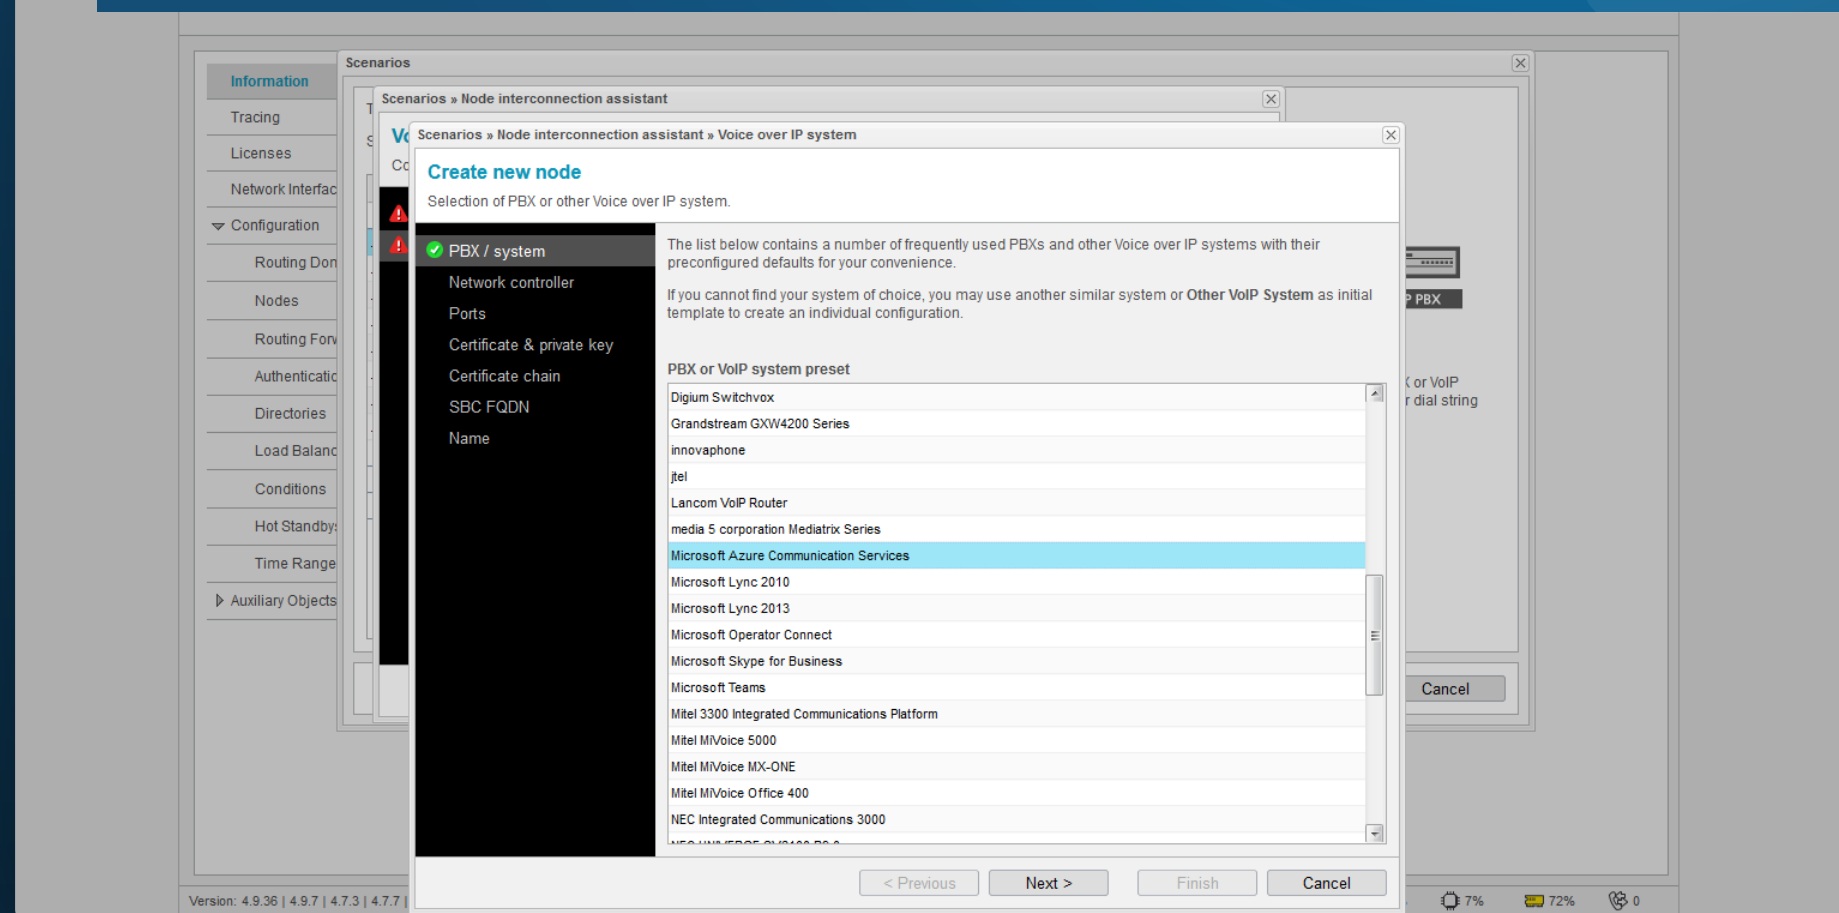 Scenarios
Information
Tracing
Licenses
Network Interfac
Configuration
Routing Dom
Nodes
Routing Forw
Authenticatic
Directories
Load Balanc
Conditions
Hot Standbys
Time Range
Auxiliary Objects
Scenarios » Node interconnection assistant
Scenarios » Node interconnection assistant » Voice over IP system
Create new node
Selection of PBX or other Voice over IP system.
PBX / system
Network controller
Ports
Certificate & private key
Certificate chain
SBC FQDN
Name
The list below contains a number of frequently used PBXs and other Voice over IP systems with their
preconfigured defaults for your convenience.
If you cannot find your system of choice, you may use another similar system or Other VoIP System as initial
template to create an individual configuration.
PBX or VoIP system preset
Digium Switchvox
Grandstream GXW4200 Series
innovaphone
jtel
Lancom VoIP Router
media 5 corporation Mediatrix Series
Microsoft Azure Communication Services
Microsoft Lync 2010
Microsoft Lync 2013
Microsoft Operator Connect
Microsoft Skype for Business
Microsoft Teams
Mitel 3300 Integrated Communications Platform
Mitel MiVoice 5000
Mitel MiVoice MX-ONE
Mitel MiVoice Office 400
NEC Integrated Communications 3000
< Previous
Next >
Finish
Cancel
P PBX
or VoIP
r dial string
Cancel
Version: 4.9.36 | 4.9.7 | 4.7.3 | 4.7.7 |
7%
72%
0